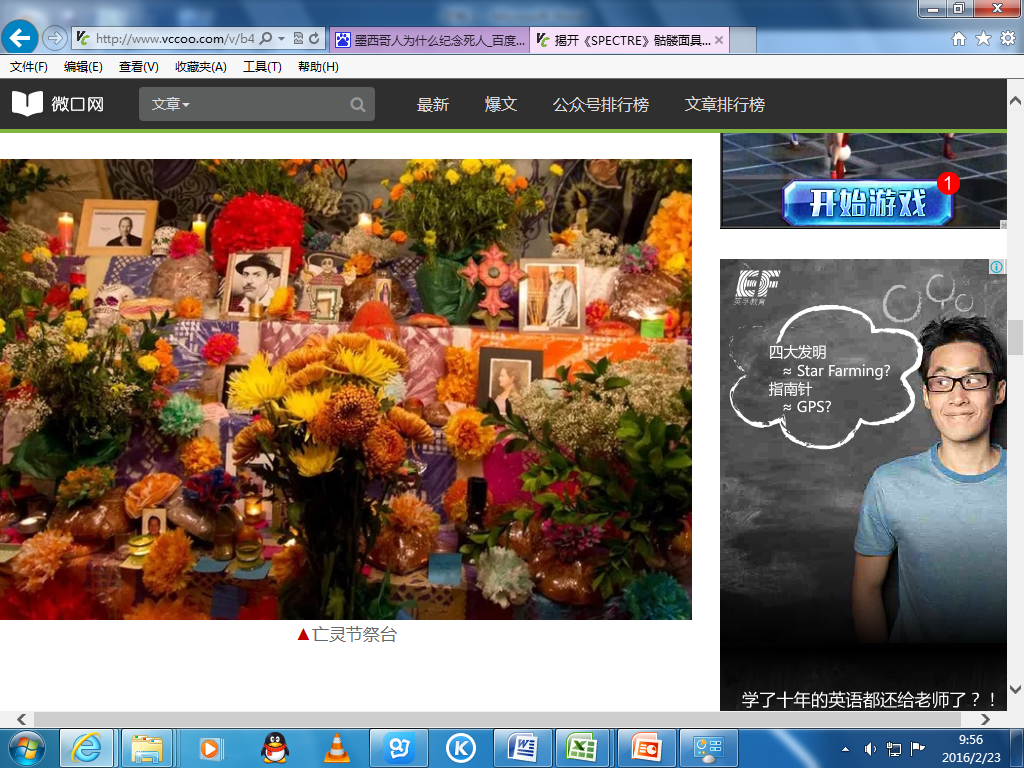 http://www.vccoo.com/v/b4
墨西哥人为什么纪念死人_百度...
揭开《SPECTRE》骷髅面具...
文件(F) 编辑(E) 查看(V) 收藏夹(A) 工具(T) 帮助(H)
微口网
文章
最新 爆文 公众号排行榜 文章排行榜
开始游戏
1
▲亡灵节祭台
EF
英孚教育
四大发明
≈ Star Farming?
指南针
≈ GPS?
学了十年的英语都还给老师了？！
9:56
2016/2/23